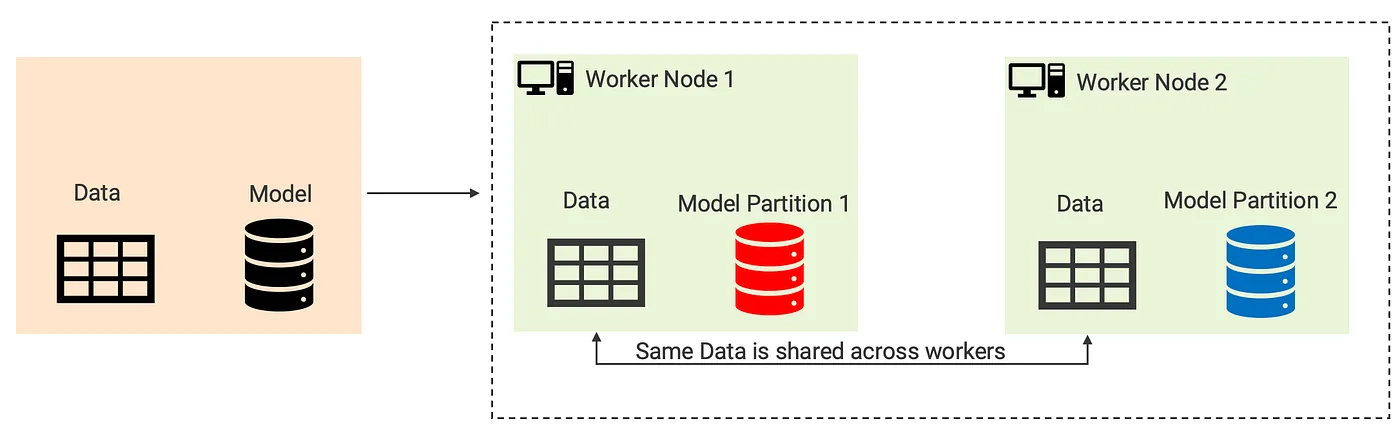 Data
Model
Worker Node 1
Data
Model Partition 1
Worker Node 2
Data
Model Partition 2
Same Data is shared across workers